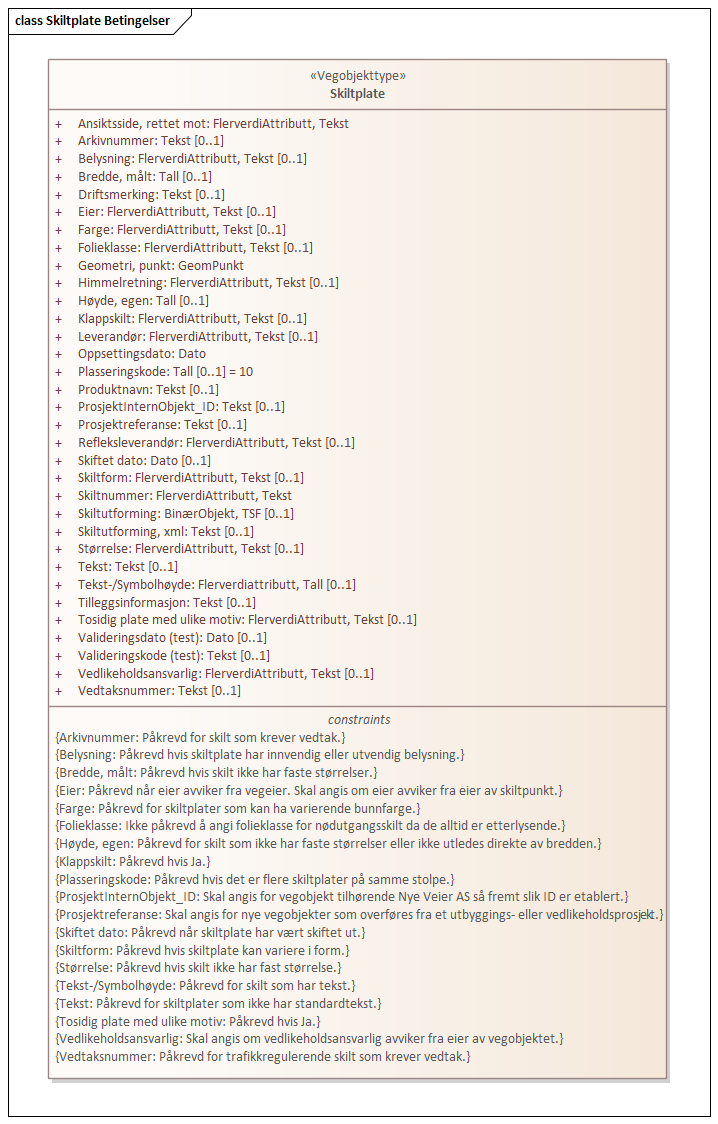 class Skiltplate Betingelser
«Vegobjekttype»
Skiltplate
+ Ansiktsside, rettet mot: FlerverdiAttributt, Tekst
+ Arkivnummer: Tekst [0..1]
+ Belysning: FlerverdiAttributt, Tekst [0..1]
+ Bredde, målt: Tall [0..1]
+ Driftsmerking: Tekst [0..1]
+ Eier: FlerverdiAttributt, Tekst [0..1]
+ Farge: FlerverdiAttributt, Tekst [0..1]
+ Folieklasse: FlerverdiAttributt, Tekst [0..1]
+ Geometri, punkt: GeomPunkt
+ Himmelretning: FlerverdiAttributt, Tekst [0..1]
+ Høyde, egen: Tall [0..1]
+ Klappskilt: FlerverdiAttributt, Tekst [0..1]
+ Leverandør: FlerverdiAttributt, Tekst [0..1]
+ Oppsettingsdato: Dato
+ Plasseringskode: Tall [0..1] = 10
+ Produktnavn: Tekst [0..1]
+ ProsjektInternObjekt_ID: Tekst [0..1]
+ Prosjektreferanse: Tekst [0..1]
+ Refleksleverandør: FlerverdiAttributt, Tekst [0..1]
+ Skiftet dato: Dato [0..1]
+ Skiltform: FlerverdiAttributt, Tekst [0..1]
+ Skiltnummer: FlerverdiAttributt, Tekst
+ Skiltutforming: BinærObjekt, TSF [0..1]
+ Skiltutforming, xml: Tekst [0..1]
+ Størrelse: FlerverdiAttributt, Tekst [0..1]
+ Tekst: Tekst [0..1]
+ Tekst-/Symbolhøyde: Flerverdiattributt, Tall [0..1]
+ Tilleggsinformasjon: Tekst [0..1]
+ Tosidig plate med ulike motiv: FlerverdiAttributt, Tekst [0..1]
+ Valideringsdato (test): Dato [0..1]
+ Valideringskode (test): Tekst [0..1]
+ Vedlikeholdsansvarlig: FlerverdiAttributt, Tekst [0..1]
+ Vedtaksnummer: Tekst [0..1]
constraints
{Arkivnummer: Påkrevd for skilt som krever vedtak.}
{Belysning: Påkrevd hvis skiltplate har innvendig eller utvendig belysning.}
{Bredde, målt: Påkrevd hvis skilt ikke har faste størrelser.}
{Eier: Påkrevd når eier avviker fra vegeier. Skal angis om eier avviker fra eier av skiltpunkt.}
{Farge: Påkrevd for skiltplater som kan ha varierende bunnfarge.}
{Folieklasse: Ikke påkrevd å angi folieklasse for nødutgangsskilt da de alltid er etterlysende.}
{Høyde, egen: Påkrevd for skilt som ikke har faste størrelser eller ikke utledes direkte av bredden.}
{Klappskilt: Påkrevd hvis Ja.}
{Plasseringskode: Påkrevd hvis det er flere skiltplater på samme stolpe.}
{ProsjektInternObjekt_ID: Skal angis for vegobjekt tilhørende Nye Veier AS så fremt slik ID er etablert.}
{Prosjektreferanse: Skal angis for nye vegobjekter som overføres fra et utbyggings- eller vedlikeholdsprosjekt.}
{Skiftet dato: Påkrevd når skiltplate har vært skiftet ut.}
{Skiltform: Påkrevd hvis skiltplate kan variere i form.}
{Størrelse: Påkrevd hvis skilt ikke har fast størrelse.}
{Tekst-/Symbolhøyde: Påkrevd for skilt som har tekst.}
{Tekst: Påkrevd for skiltplater som ikke har standardtekst.}
{Tosidig plate med ulike motiv: Påkrevd hvis Ja.}
{Vedlikeholdsansvarlig: Skal angis om vedlikeholdsansvarlig avviker fra eier av vegobjektet.}
{Vedtaksnummer: Påkrevd for trafikkregulerende skilt som krever vedtak.}